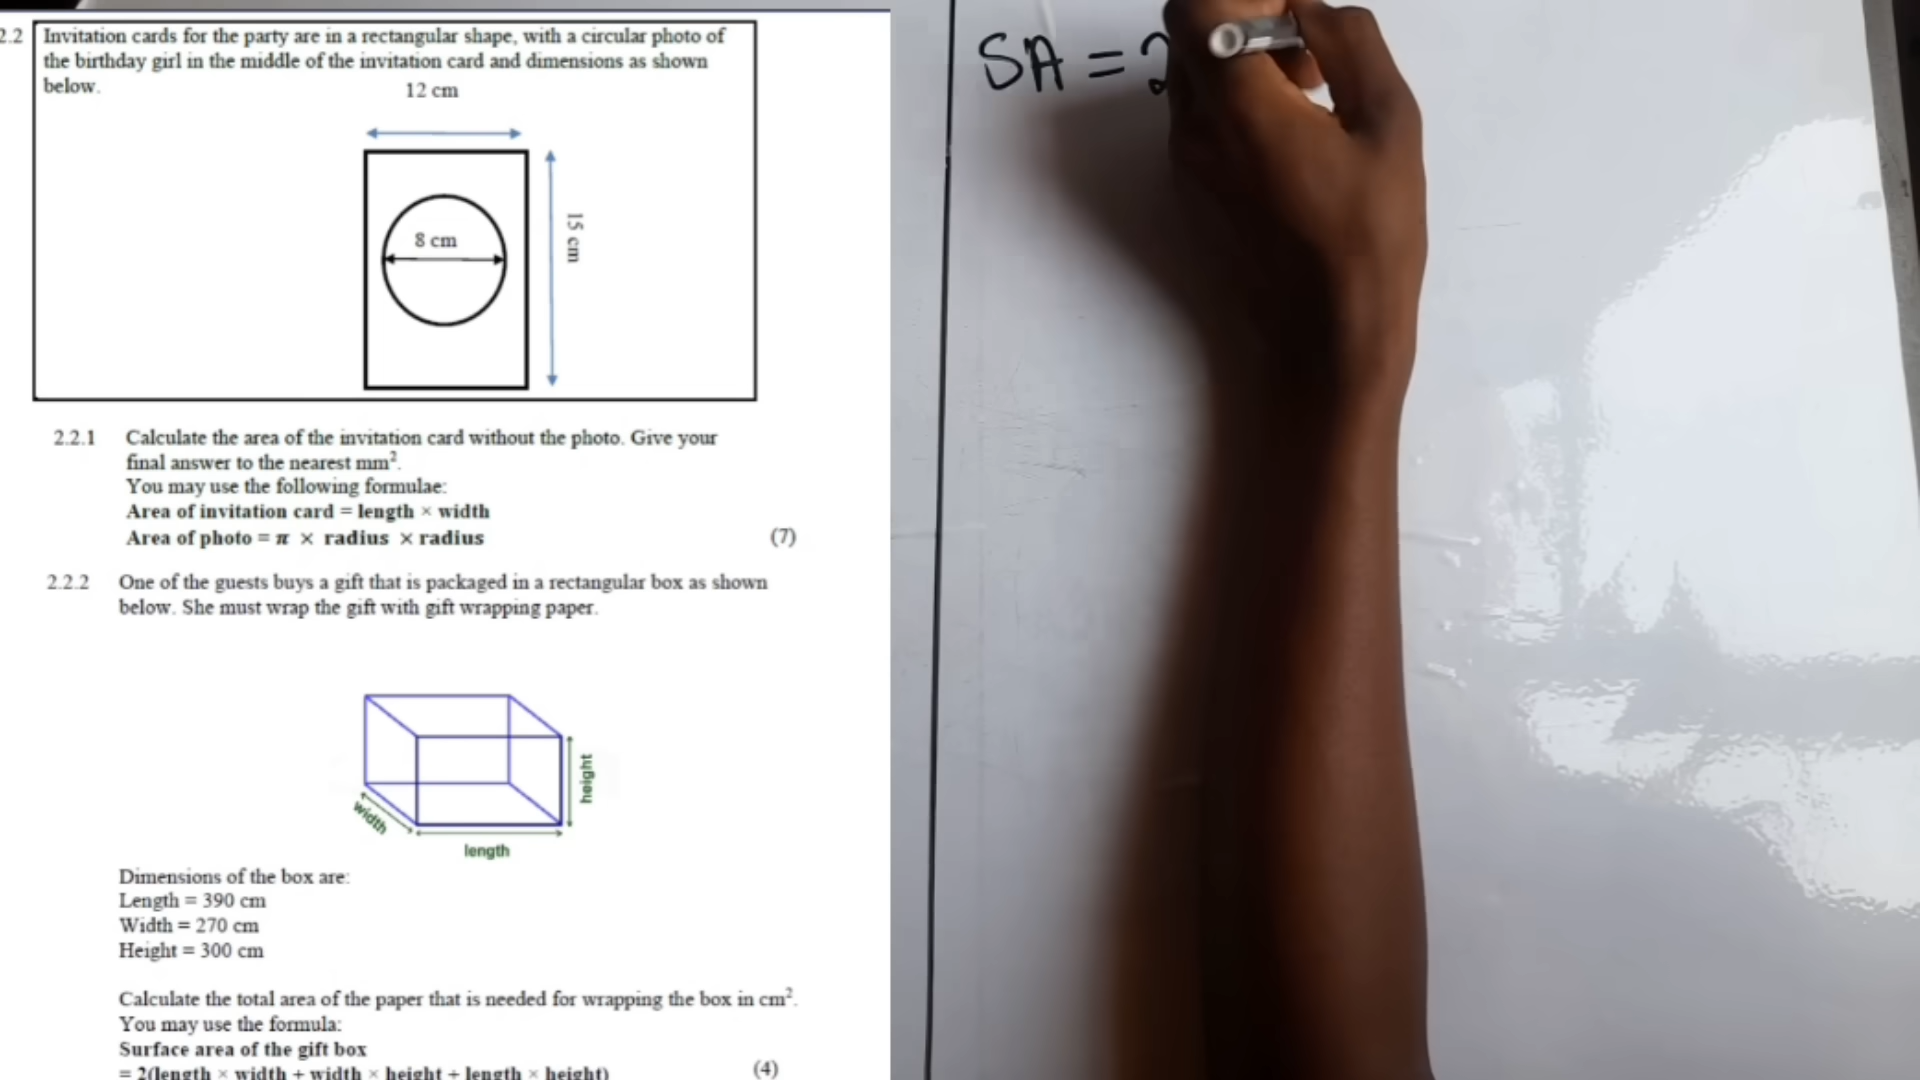 2.2 Invitation cards for the party are in a rectangular shape, with a circular photo of
the birthday girl in the middle of the invitation card and dimensions as shown
below.
12 cm
8 cm
15 cm
2.2.1 Calculate the area of the invitation card without the photo. Give your
final answer to the nearest mm².
You may use the following formulae:
Area of invitation card = length × width
Area of photo = π × radius × radius (7)
2.2.2 One of the guests buys a gift that is packaged in a rectangular box as shown
below. She must wrap the gift with gift wrapping paper.
height
width
length
Dimensions of the box are:
Length = 390 cm
Width = 270 cm
Height = 300 cm
Calculate the total area of the paper that is needed for wrapping the box in cm².
You may use the formula:
Surface area of the gift box
= 2(length × width + width × height + length × height) (4)
SA = 2